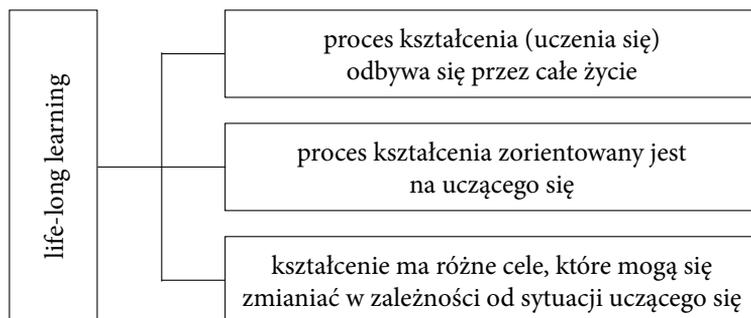 life-long learning
proces kształcenia (uczenia się)
odbywa się przez całe życie
proces kształcenia zorientowany jest
na uczącego się
kształcenie ma różne cele, które mogą się
zmianiać w zależności od sytuacji uczącego się